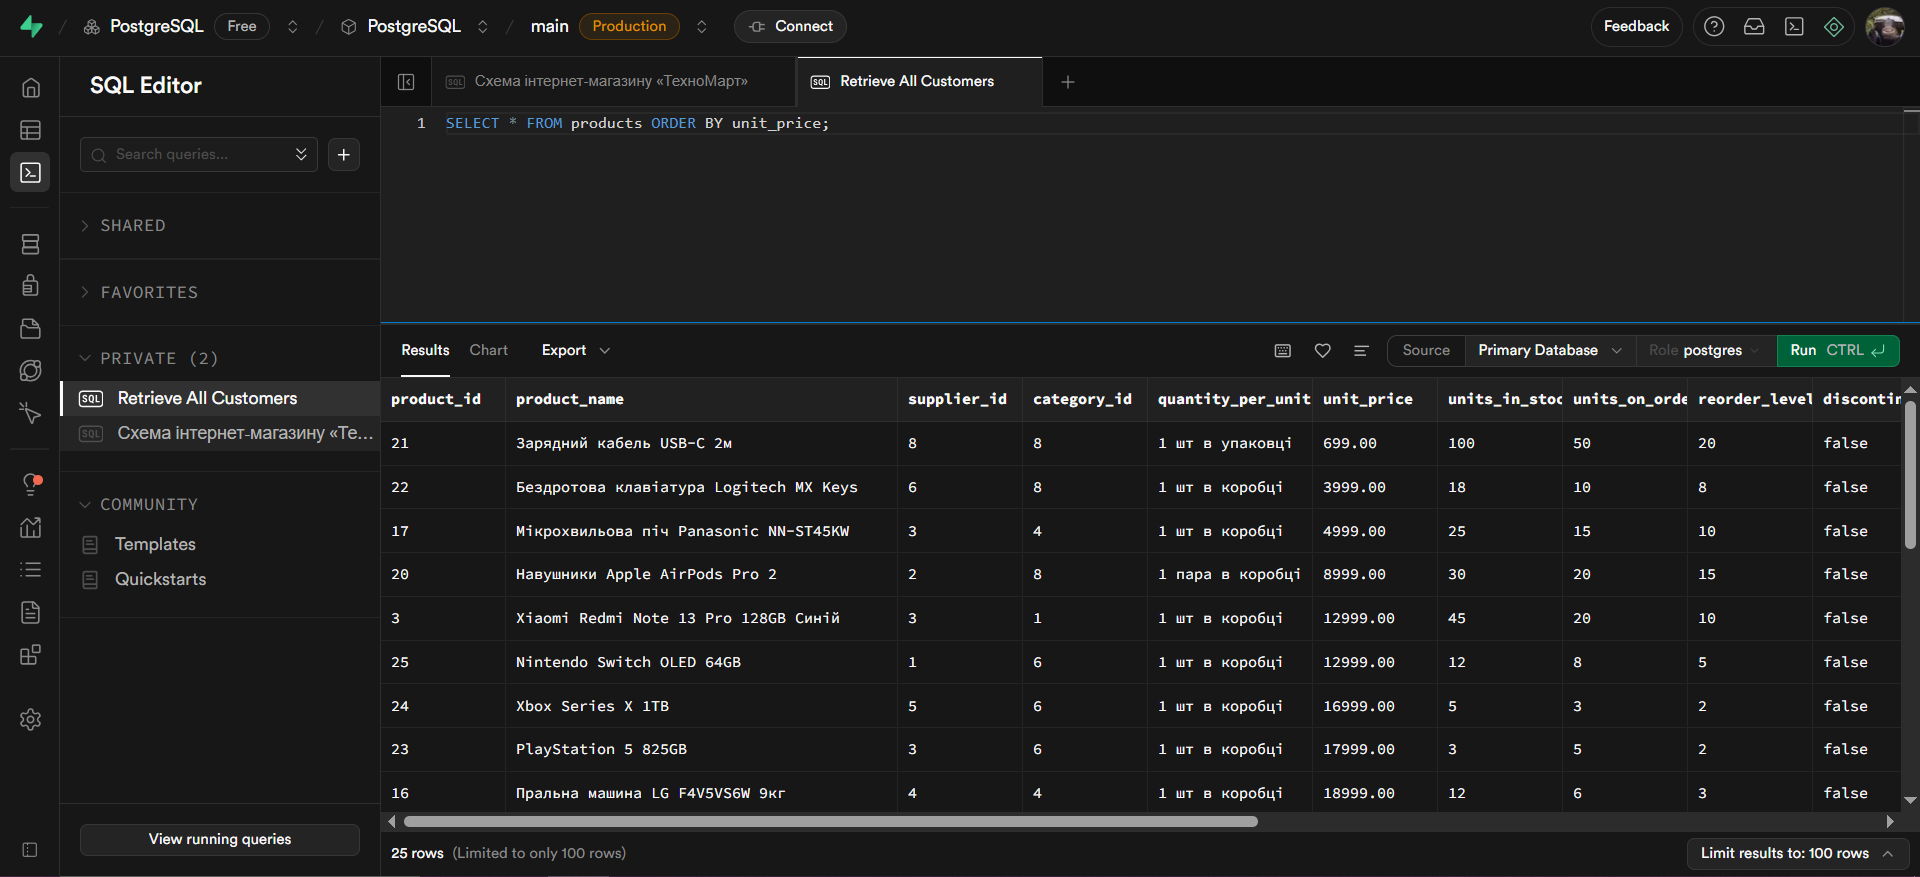 PostgreSQL Free PostgreSQL main Production Connect Feedback
SQL Editor
Search queries...
SHARED
FAVORITES
PRIVATE (2)
SQL Retrieve All Customers
SQL Схема інтернет-магазину «Те...
COMMUNITY
Templates
Quickstarts
View running queries
SQL Схема інтернет-магазину «ТехноМарт» SQL Retrieve All Customers
1 SELECT * FROM products ORDER BY unit_price;
Results Chart Export Source Primary Database Role postgres Run CTRL
product_id product_name supplier_id category_id quantity_per_unit unit_price units_in_stoc units_on_orde reorder_level discontin
21 Зарядний кабель USB-C 2м 8 8 1 шт в упаковці 699.00 100 50 20 false
22 Бездротова клавіатура Logitech MX Keys 6 8 1 шт в коробці 3999.00 18 10 8 false
17 Мікрохвильова піч Panasonic NN-ST45KW 3 4 1 шт в коробці 4999.00 25 15 10 false
20 Навушники Apple AirPods Pro 2 2 8 1 пара в коробці 8999.00 30 20 15 false
3 Xiaomi Redmi Note 13 Pro 128GB Синій 3 1 1 шт в коробці 12999.00 45 20 10 false
25 Nintendo Switch OLED 64GB 1 6 1 шт в коробці 12999.00 12 8 5 false
24 Xbox Series X 1TB 5 6 1 шт в коробці 16999.00 5 3 2 false
23 PlayStation 5 825GB 3 6 1 шт в коробці 17999.00 3 5 2 false
16 Пральна машина LG F4V5VS6W 9кг 4 4 1 шт в коробці 18999.00 12 6 3 false
25 rows (Limited to only 100 rows) Limit results to: 100 rows